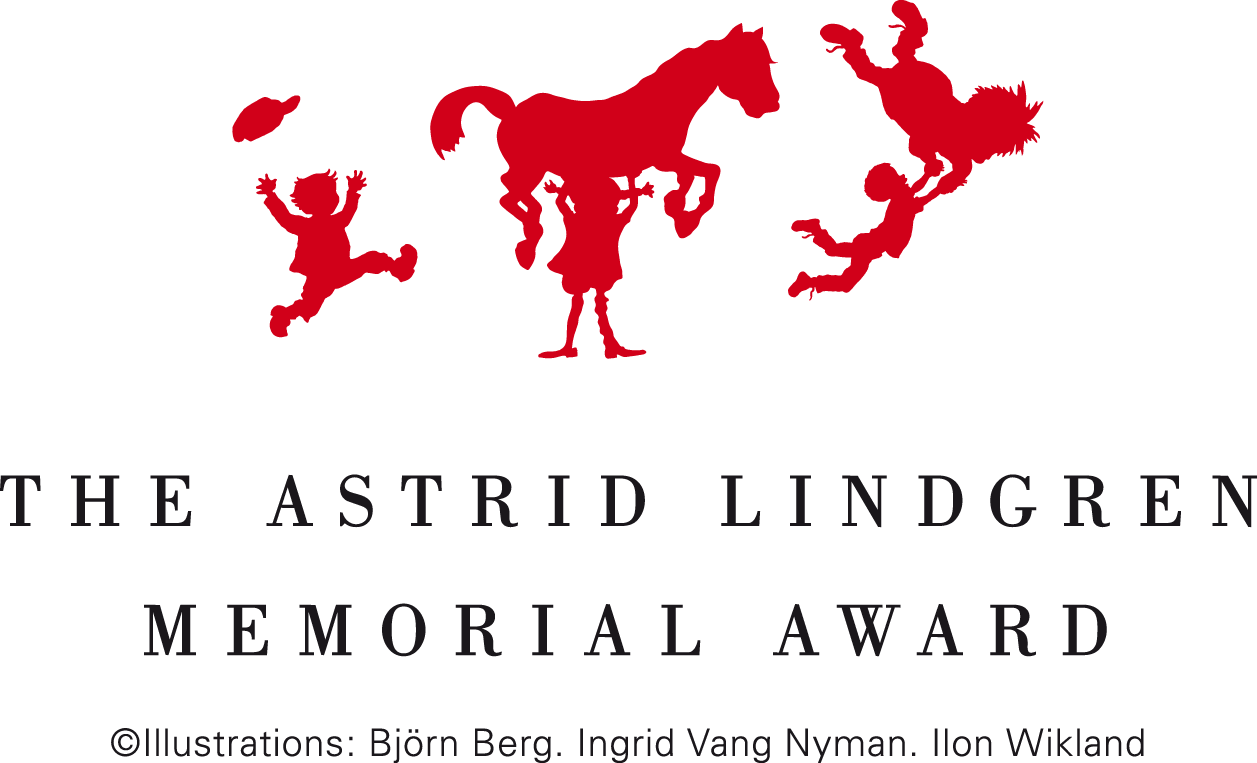 THE ASTRID LINDGREN
MEMORIAL AWARD
©Illustrations: Björn Berg. Ingrid Vang Nyman. Ilon Wikland